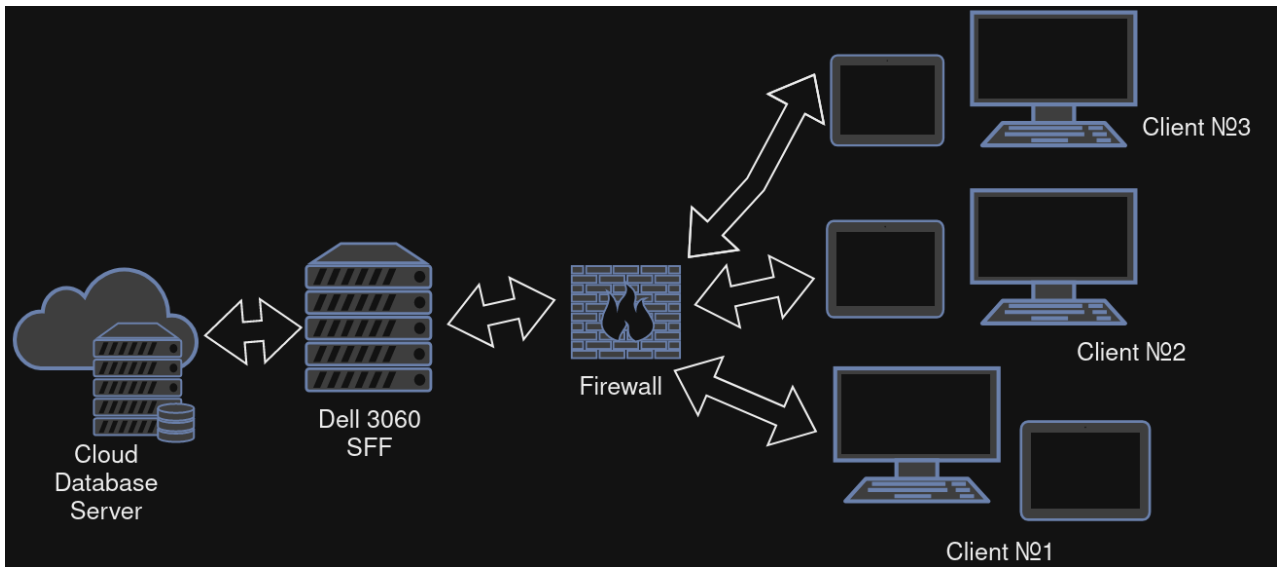 Cloud
Database
Server
Dell 3060
SFF
Firewall
Client №3
Client №2
Client №1